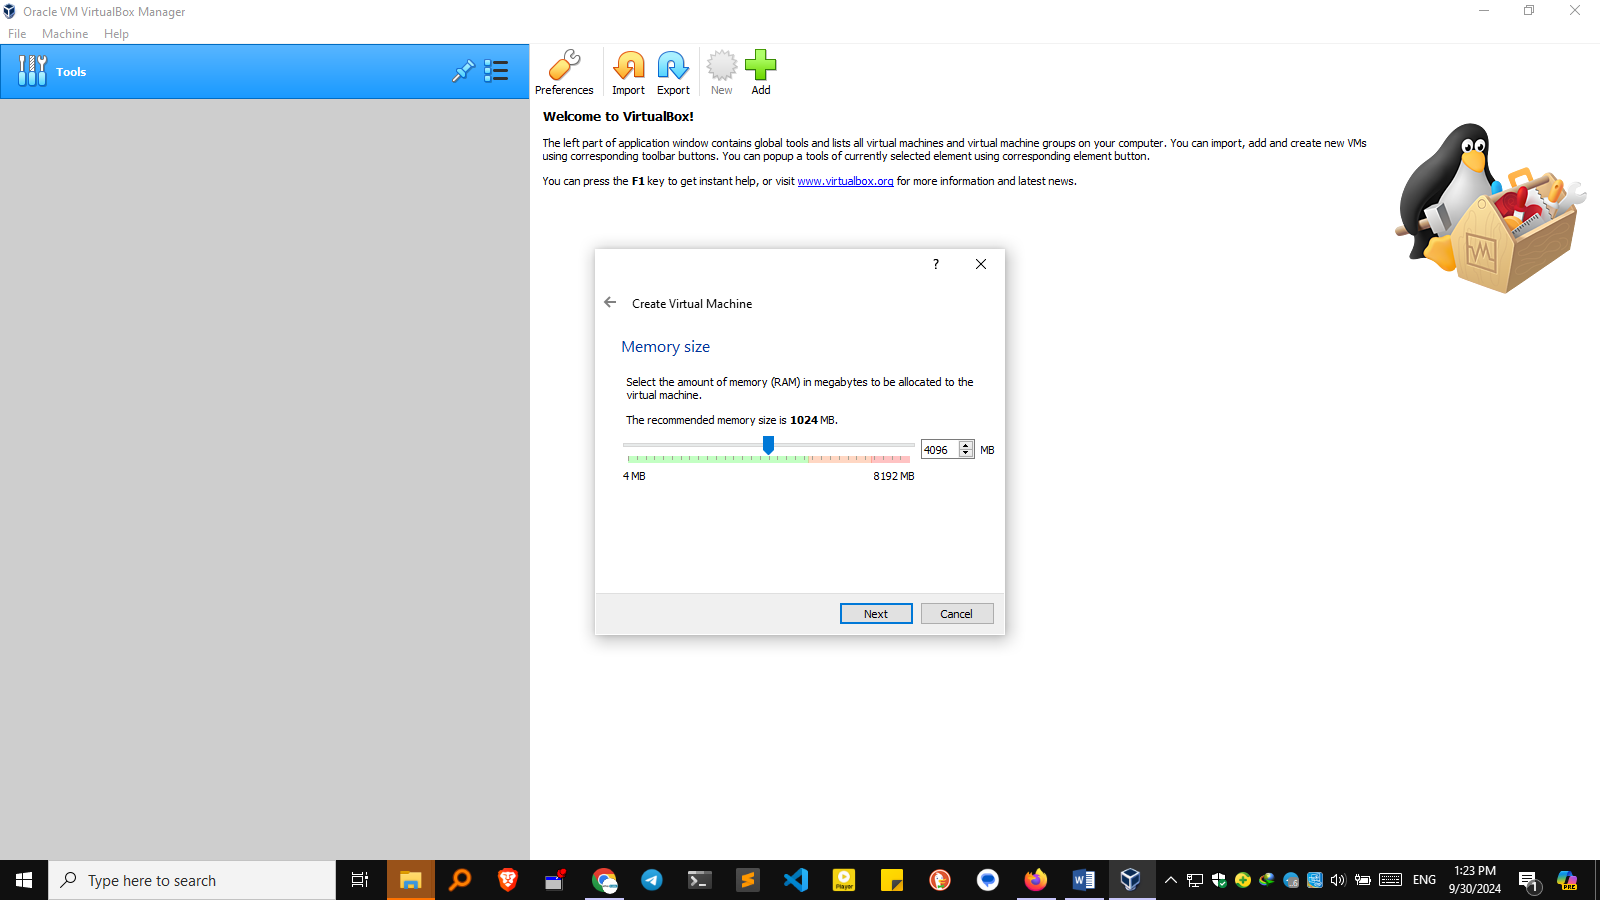 Oracle VM VirtualBox Manager
File Machine Help
Tools
Preferences Import Export New Add
Welcome to VirtualBox!
The left part of application window contains global tools and lists all virtual machines and virtual machine groups on your computer. You can import, add and create new VMs
using corresponding toolbar buttons. You can popup a tools of currently selected element using corresponding element button.
You can press the F1 key to get instant help, or visit www.virtualbox.org for more information and latest news.
?
Create Virtual Machine
Memory size
Select the amount of memory (RAM) in megabytes to be allocated to the
virtual machine.
The recommended memory size is 1024 MB.
4096 MB
4 MB 8192 MB
Next Cancel
Type here to search
Player
ENG
1:23 PM
9/30/2024
1
PRE